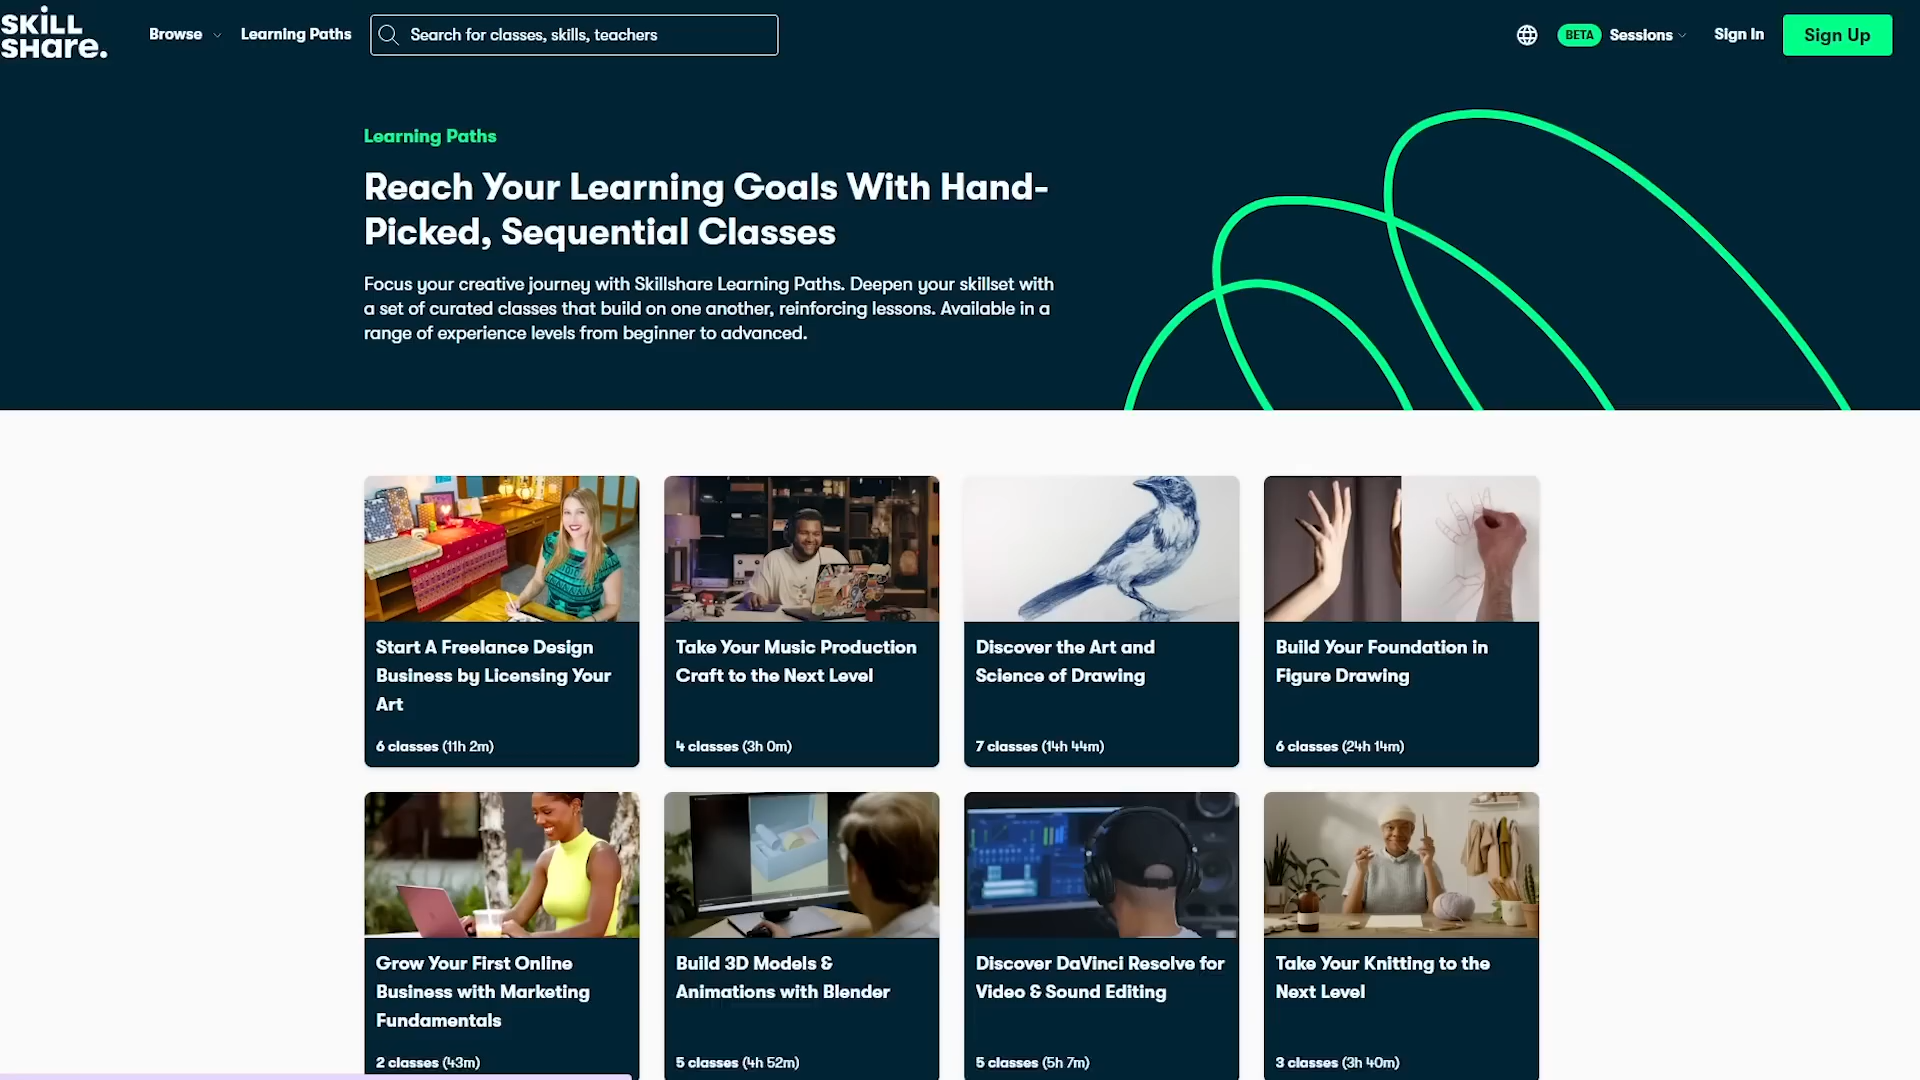 SKILL
SHare.
Browse
Learning Paths
Search for classes, skills, teachers
BETA
Sessions
Sign In
Sign Up
Learning Paths
Reach Your Learning Goals With Hand-
Picked, Sequential Classes
Focus your creative journey with Skillshare Learning Paths. Deepen your skillset with
a set of curated classes that build on one another, reinforcing lessons. Available in a
range of experience levels from beginner to advanced.
Start A Freelance Design
Business by Licensing Your
Art
6 classes (11h 2m)
Take Your Music Production
Craft to the Next Level
4 classes (3h 0m)
Discover the Art and
Science of Drawing
7 classes (14h 44m)
Build Your Foundation in
Figure Drawing
6 classes (24h 14m)
Grow Your First Online
Business with Marketing
Fundamentals
2 classes (43m)
Build 3D Models &
Animations with Blender
5 classes (4h 52m)
Discover DaVinci Resolve for
Video & Sound Editing
5 classes (5h 7m)
Take Your Knitting to the
Next Level
3 classes (3h 40m)